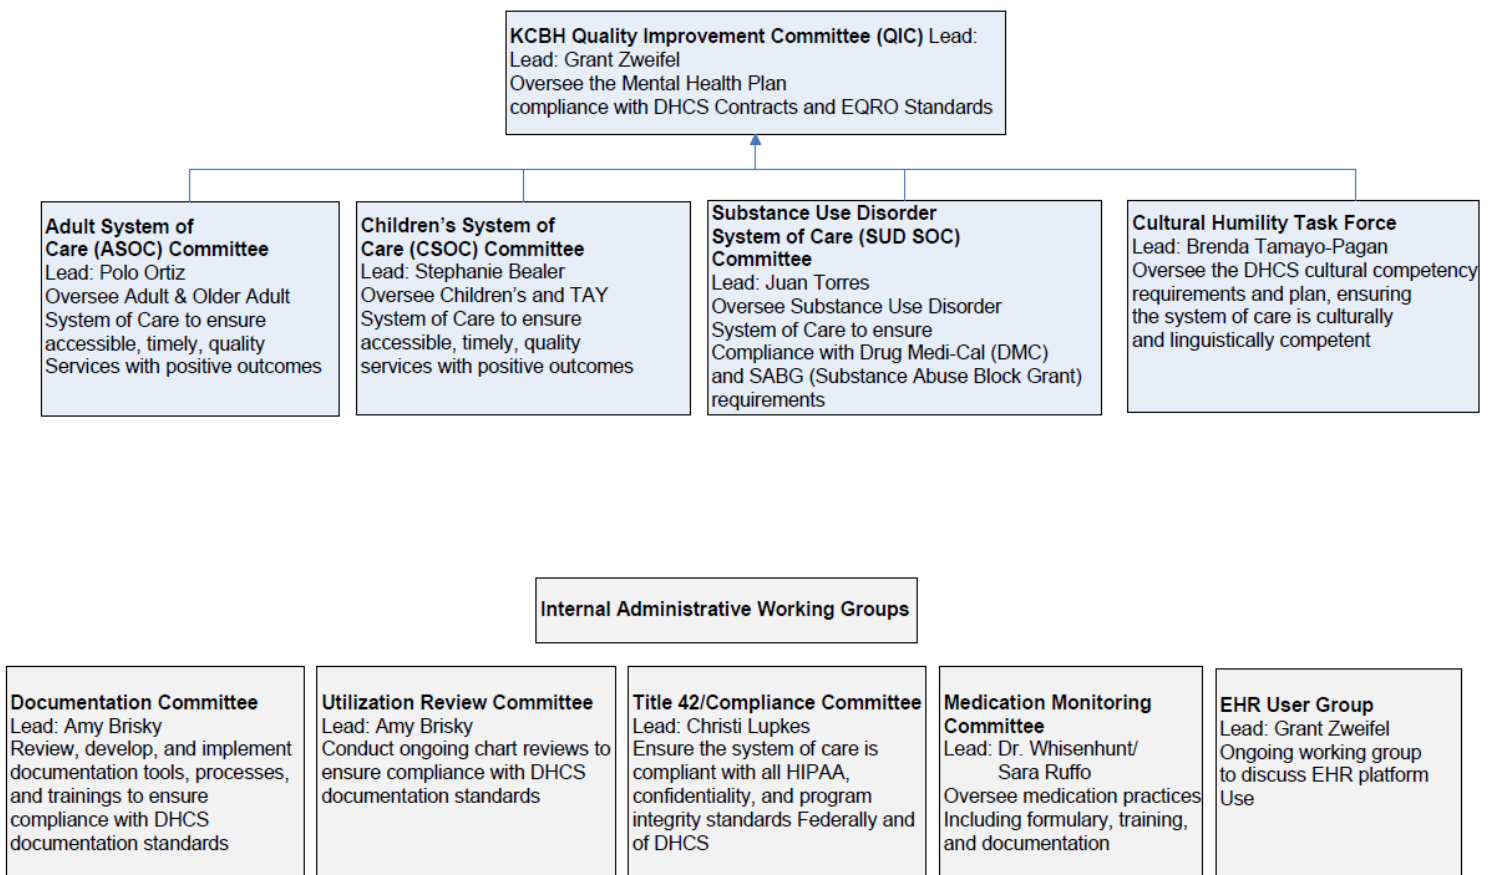 KCBH Quality Improvement Committee (QIC) Lead:
Lead: Grant Zweifel
Oversee the Mental Health Plan
compliance with DHCS Contracts and EQRO Standards
Adult System of
Care (ASOC) Committee
Lead: Polo Ortiz
Oversee Adult & Older Adult
System of Care to ensure
accessible, timely, quality
Services with positive outcomes
Children’s System of
Care (CSOC) Committee
Lead: Stephanie Bealer
Oversee Children’s and TAY
System of Care to ensure
accessible, timely, quality
services with positive outcomes
Substance Use Disorder
System of Care (SUD SOC)
Committee
Lead: Juan Torres
Oversee Substance Use Disorder
System of Care to ensure
Compliance with Drug Medi-Cal (DMC)
and SABG (Substance Abuse Block Grant)
requirements
Cultural Humility Task Force
Lead: Brenda Tamayo-Pagan
Oversee the DHCS cultural competency
requirements and plan, ensuring
the system of care is culturally
and linguistically competent
Internal Administrative Working Groups
Documentation Committee
Lead: Amy Brisky
Review, develop, and implement
documentation tools, processes,
and trainings to ensure
compliance with DHCS
documentation standards
Utilization Review Committee
Lead: Amy Brisky
Conduct ongoing chart reviews to
ensure compliance with DHCS
documentation standards
Title 42/Compliance Committee
Lead: Christi Lupkes
Ensure the system of care is
compliant with all HIPAA,
confidentiality, and program
integrity standards Federally and
of DHCS
Medication Monitoring
Committee
Lead: Dr. Whisenhunt/
Sara Ruffo
Oversee medication practices
Including formulary, training,
and documentation
EHR User Group
Lead: Grant Zweifel
Ongoing working group
to discuss EHR platform
Use